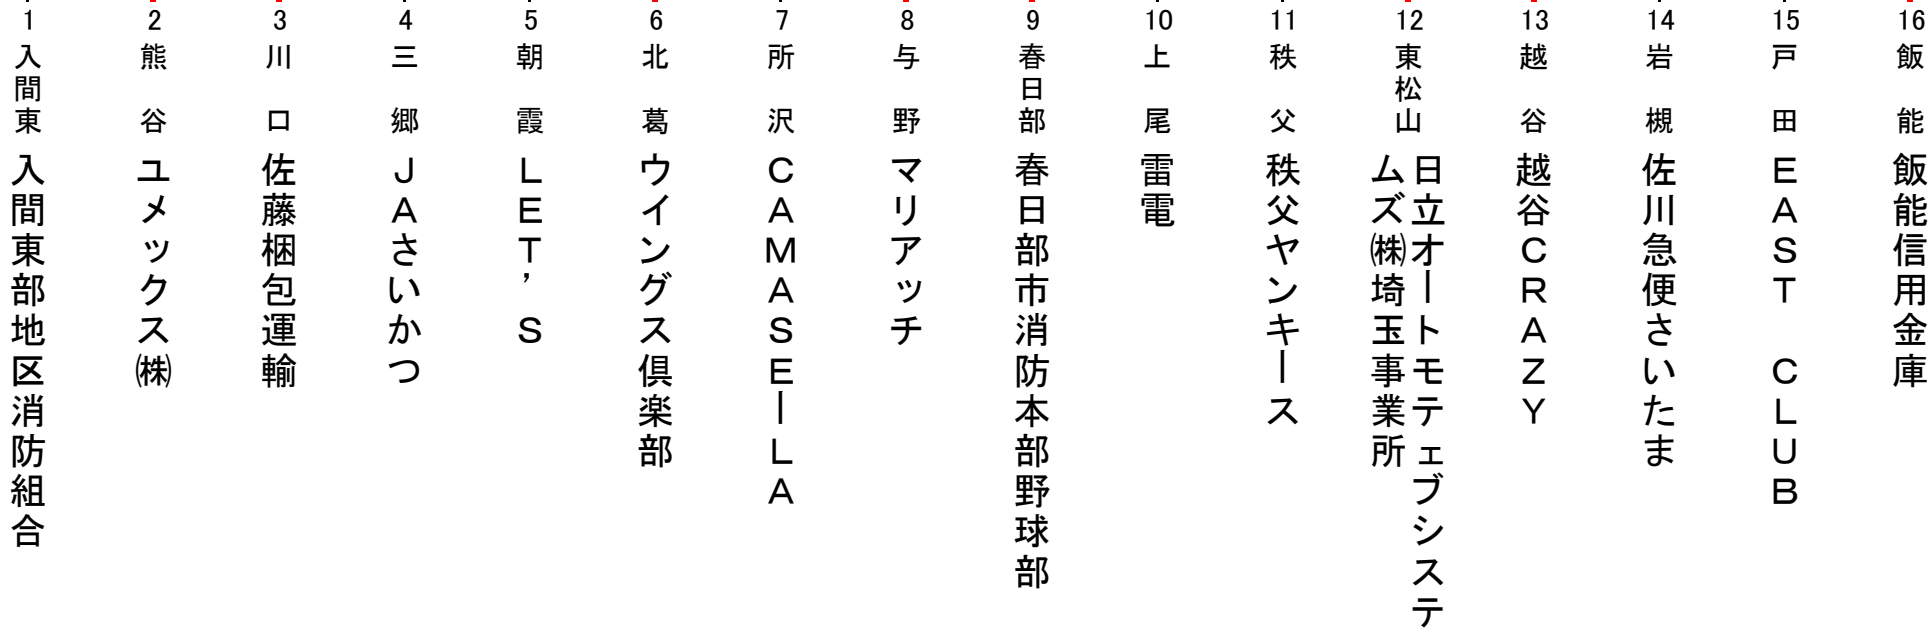 1
入間東
入間東部地区消防組合
2
熊谷
ユメックス㈱
3
川口
佐藤梱包運輸
4
三郷
ＪＡさいかつ
5
朝霞
ＬＥＴ’Ｓ
6
北葛
ウイングス倶楽部
7
所沢
ＣＡＭＡＳＥ－ＬＡ
8
与野
マリアッチ
9
春日部
春日部市消防本部野球部
10
上尾
雷電
11
秩父
秩父ヤンキース
12
東松山
日立オートモティブシステ
ムズ㈱埼玉事業所
13
越谷
越谷ＣＲＡＺＹ
14
岩槻
佐川急便さいたま
15
戸田
ＥＡＳＴ　ＣＬＵＢ
16
飯能
飯能信用金庫